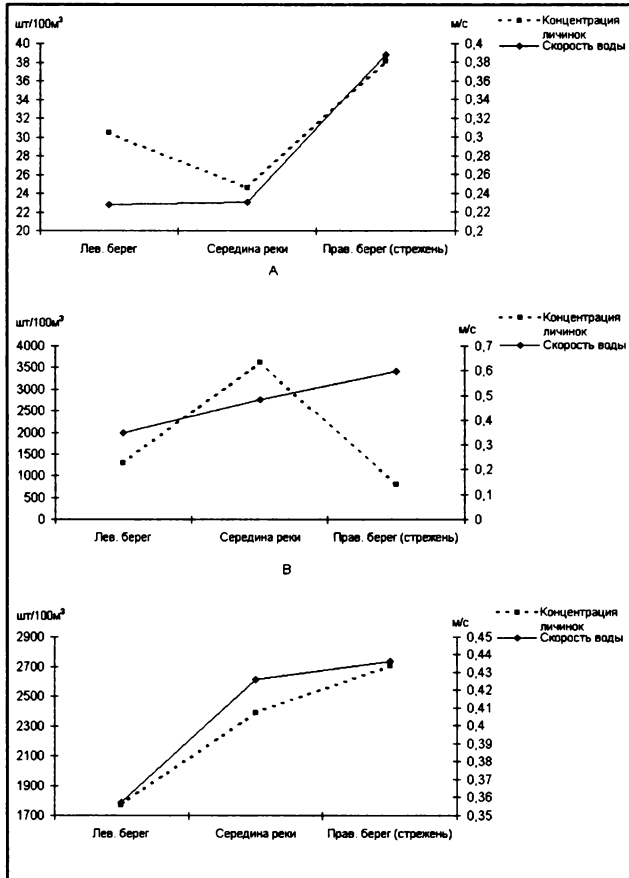 шт/100м³
м/с
Концентрация
личинок
Скорость воды
40
38
36
34
32
30
28
26
24
22
20
0,4
0,38
0,36
0,34
0,32
0,3
0,28
0,26
0,24
0,22
0,2
Лев. берег
Середина реки
Прав. берег (стрежень)
А
шт/100м³
м/с
Концентрация
личинок
Скорость воды
4000
3500
3000
2500
2000
1500
1000
500
0
0,7
0,6
0,5
0,4
0,3
0,2
0,1
0
Лев. берег
Середина реки
Прав. берег (стрежень)
В
шт/100м³
м/с
Концентрация
личинок
Скорость воды
2900
2700
2500
2300
2100
1900
1700
0,45
0,44
0,43
0,42
0,41
0,4
0,39
0,38
0,37
0,36
0,35
Лев. берег
Середина реки
Прав. берег (стрежень)